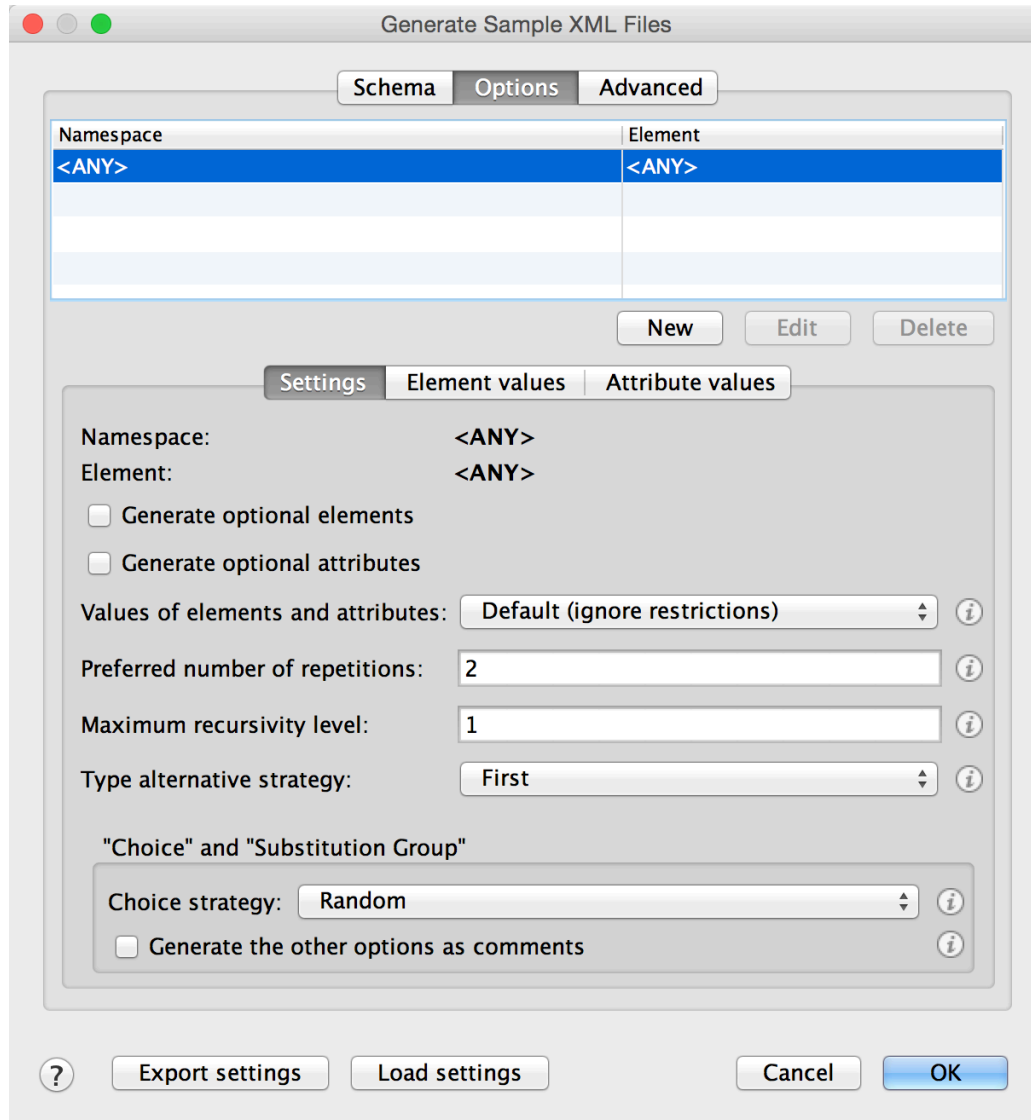 Generate Sample XML Files
Schema Options Advanced
Namespace Element
<ANY> <ANY>
New Edit Delete
Settings Element values Attribute values
Namespace: <ANY>
Element: <ANY>
Generate optional elements
Generate optional attributes
Values of elements and attributes: Default (ignore restrictions) i
Preferred number of repetitions: 2 i
Maximum recursivity level: 1 i
Type alternative strategy: First i
"Choice" and "Substitution Group"
Choice strategy: Random i
Generate the other options as comments i
? Export settings Load settings Cancel OK